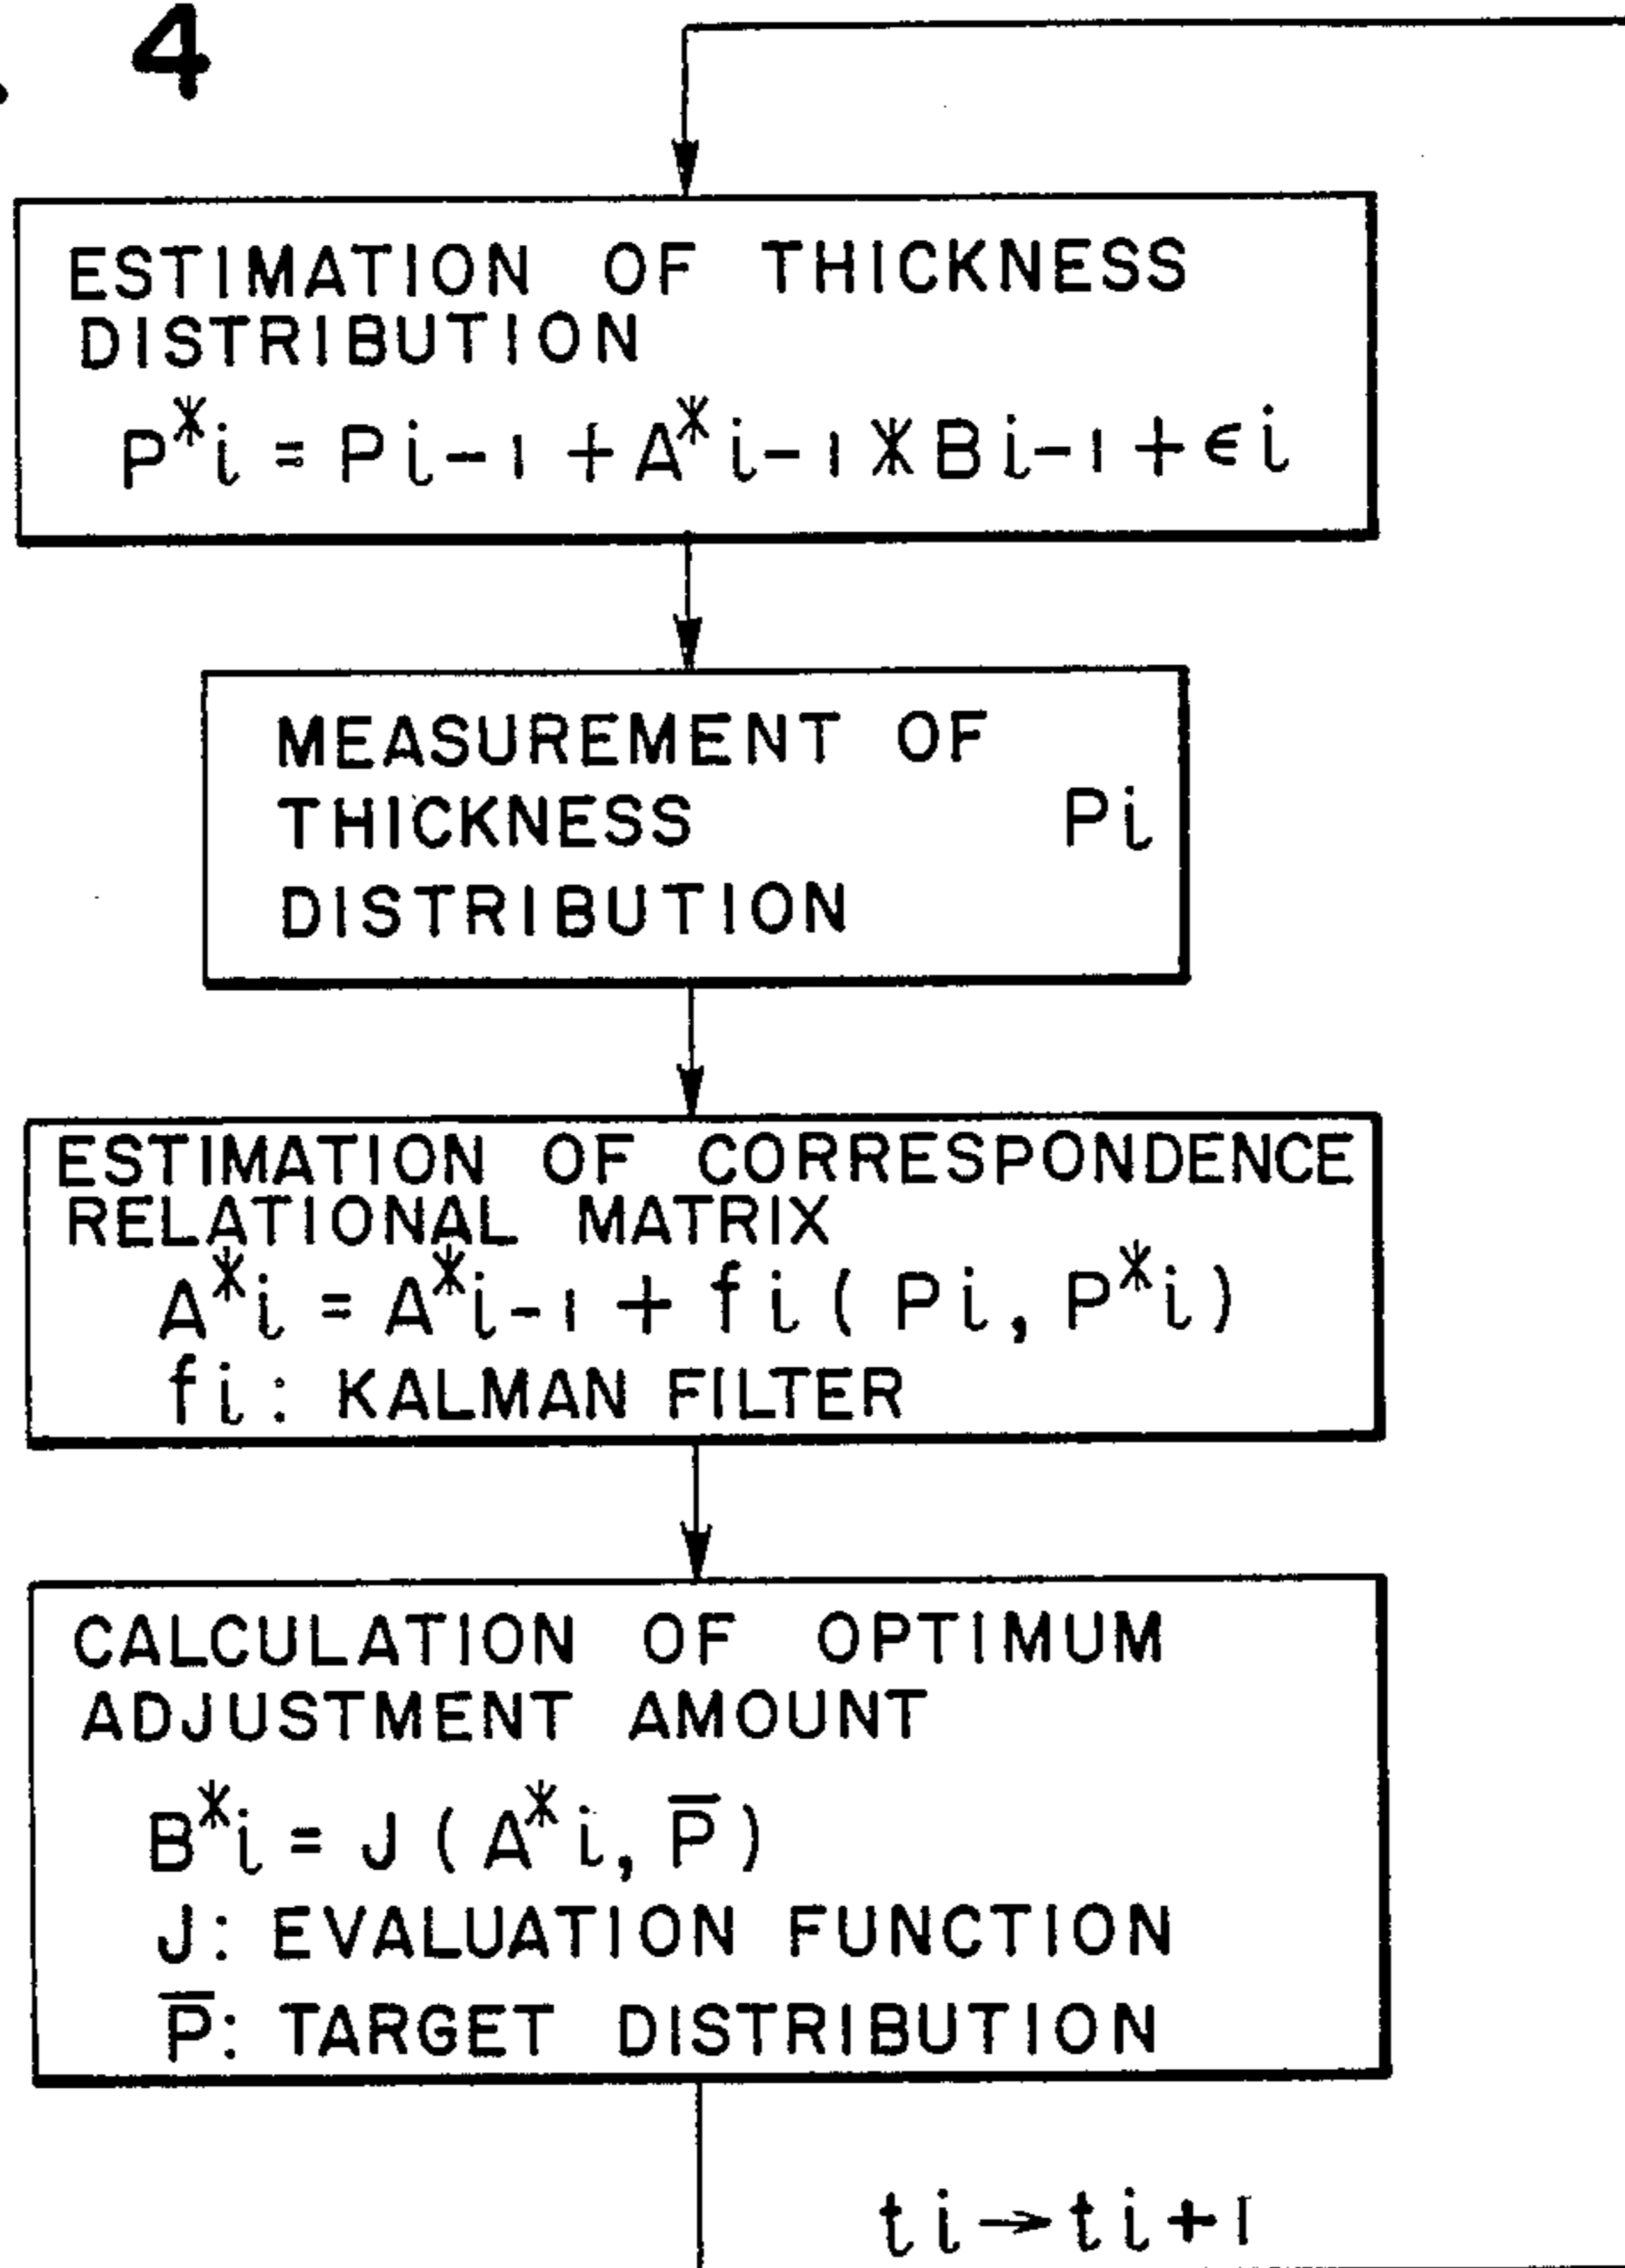 . 4
ESTIMATION OF THICKNESS
DISTRIBUTION
P*i = Pi-1 + A*i-1 * Bi-1 + ϵi
MEASUREMENT OF
THICKNESS Pi
DISTRIBUTION
ESTIMATION OF CORRESPONDENCE
RELATIONAL MATRIX
A*i = A*i-1 + fi ( Pi, P*i )
fi : KALMAN FILTER
CALCULATION OF OPTIMUM
ADJUSTMENT AMOUNT
B*i = J ( A*i, P̅ )
J : EVALUATION FUNCTION
P̅ : TARGET DISTRIBUTION
ti → ti+1